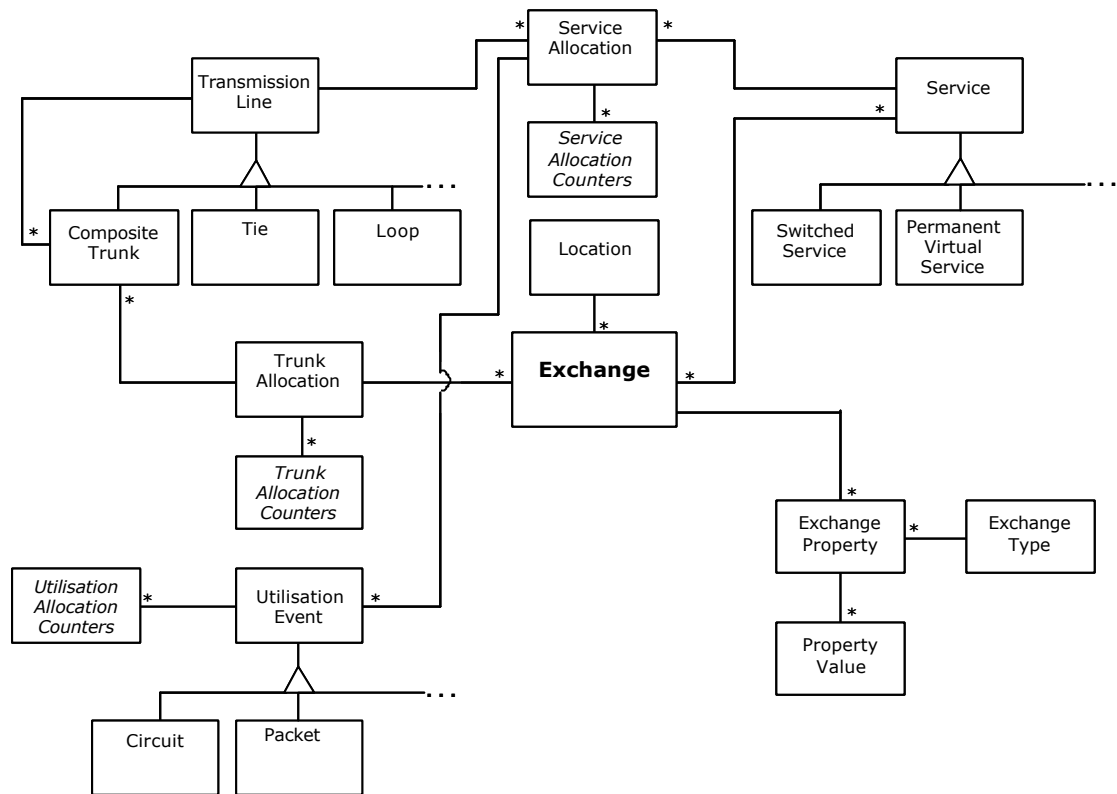 *
Service
Allocation
*
Transmission
Line
Service
*
*
Service
Allocation
Counters
...
...
*
Composite
Trunk
Tie
Loop
Location
Switched
Service
Permanent
Virtual
Service
*
*
Trunk
Allocation
*
Exchange
*
*
Trunk
Allocation
Counters
*
Exchange
Property
*
Exchange
Type
Utilisation
Allocation
Counters
*
Utilisation
Event
*
*
Property
Value
...
Circuit
Packet